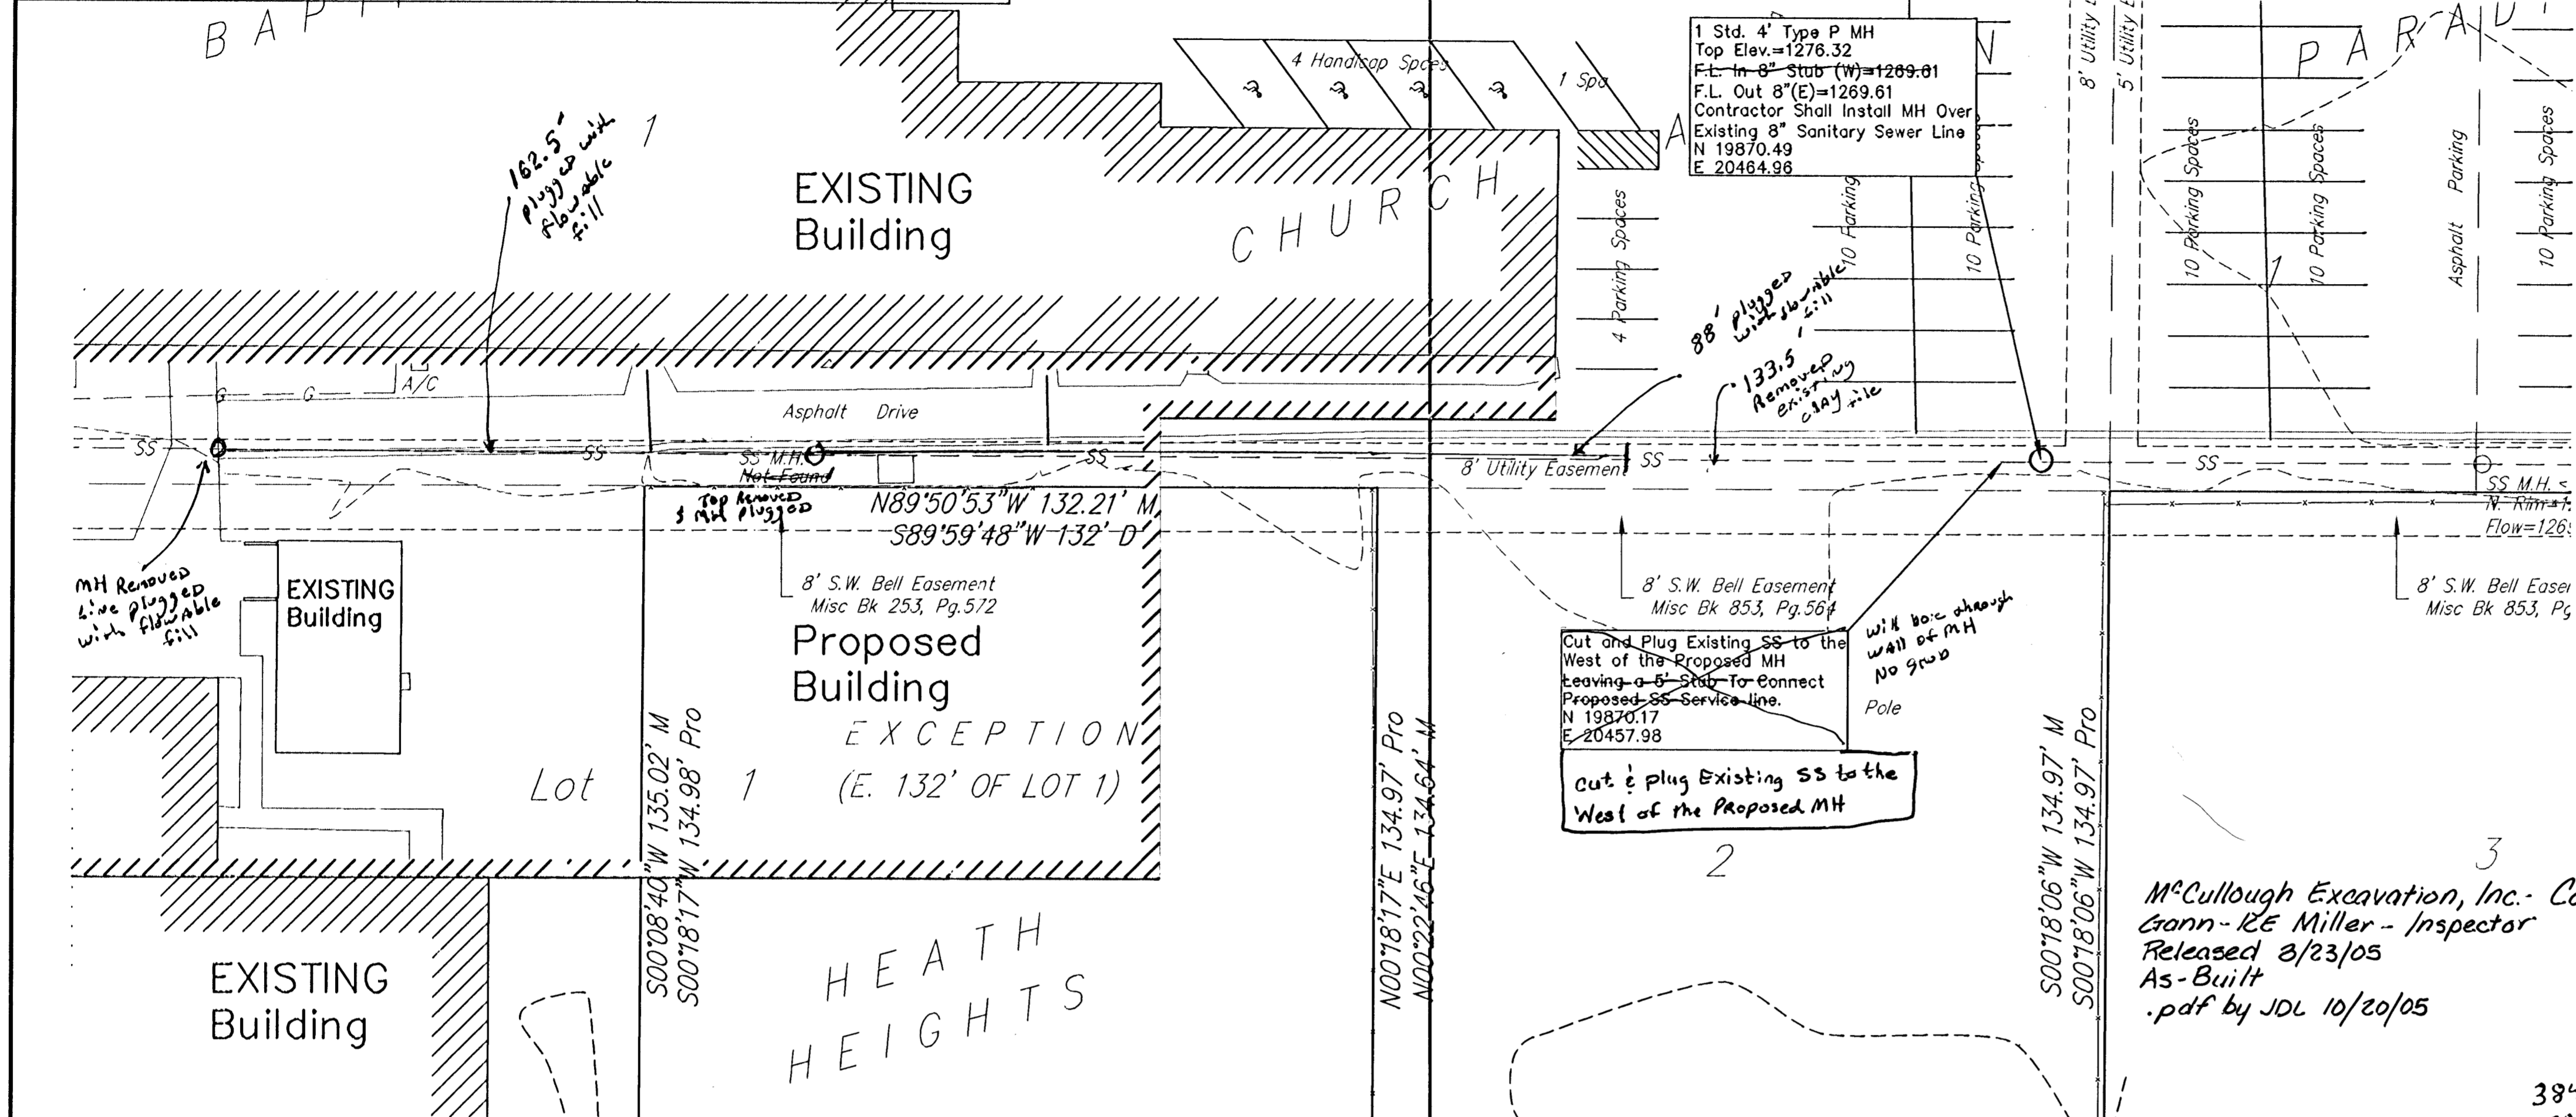 B A P
C H U R C H
P A R A D
1
EXISTING
Building
162.5'
plugged with
flowable
fill
4 Handicap Spces
1 Spa
1 Std. 4' Type P MH
Top Elev.=1276.32
F.L. In 8" Stub (W)=1269.61
F.L. Out 8"(E)=1269.61
Contractor Shall Install MH Over
Existing 8" Sanitary Sewer Line
N 19870.49
E 20464.96
A
N
8' Utility E
5' Utility E
4 Parking Spaces
10 Parking
10 Parking Spaces
10 Parking Spaces
10 Parking Spaces
Asphalt Parking
10 Parking Spaces
1
88' plugged
with flowable
fill
133.5'
Removed
existing
clay tile
A/C
G
G
Asphalt Drive
SS
SS
SS M.H.
Not Found
SS
8' Utility Easement
SS
SS
Top Removed
& MH plugged
N89°50'53"W 132.21' M
S89°59'48"W 132' D
SS M.H. <
N. Rim=1
Flow=126
MH Removed
Line plugged
with flowable
fill
EXISTING
Building
8' S.W. Bell Easement
Misc Bk 253, Pg.572
8' S.W. Bell Easement
Misc Bk 853, Pg.564
8' S.W. Bell Easer
Misc Bk 853, Pg
Proposed
Building
Cut and Plug Existing SS to the
West of the Proposed MH
Leaving a 5' Stub To Connect
Proposed SS Service line.
N 19870.17
E 20457.98
will bore through
wall of MH
No grub
Pole
cut & plug Existing SS to the
West of the Proposed MH
E X C E P T I O N
(E. 132' OF LOT 1)
Lot 1
S00°08'40"W 135.02' M
S00°18'17"W 134.98' Pro
N00°18'17"E 134.97' Pro
N00°22'46"E 134.64' M
S00°18'06"W 134.97' M
S00°18'06"W 134.97' Pro
2
3
EXISTING
Building
H E A T H
H E I G H T S
McCullough Excavation, Inc.- Co
Gann-RE Miller - Inspector
Released 8/23/05
As-Built
.pdf by JDL 10/20/05
384